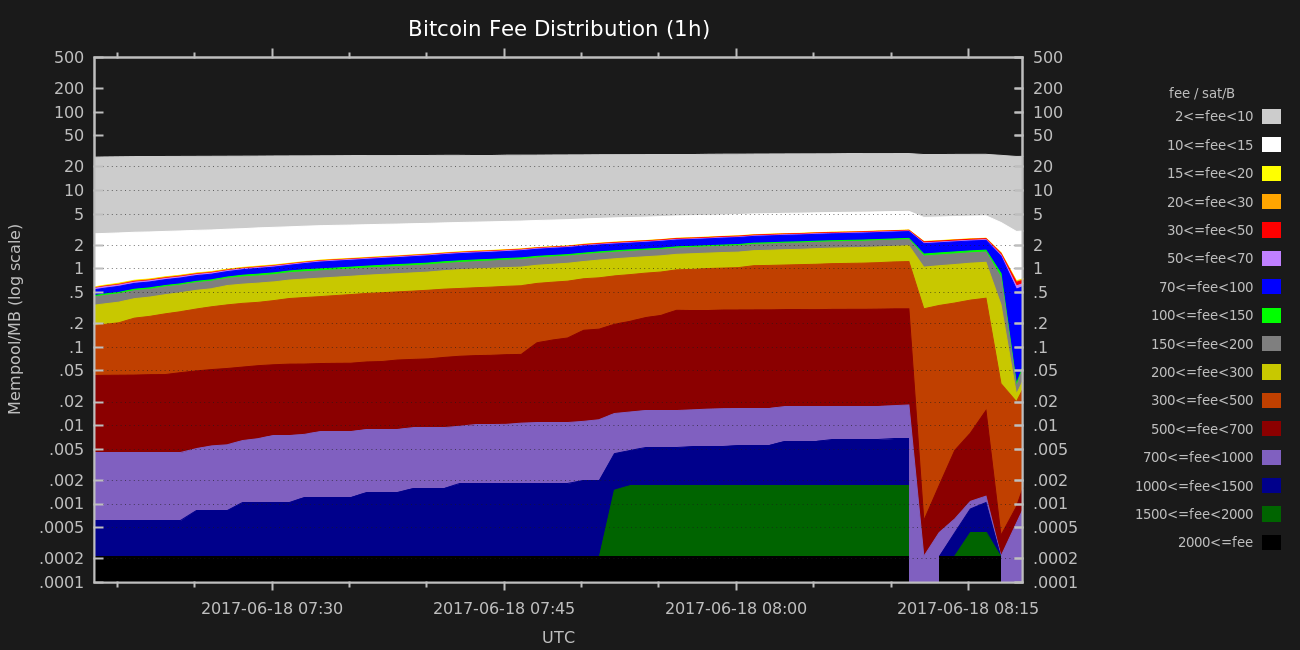 Bitcoin Fee Distribution (1h)
Mempool/MB (log scale)
500
200
100
50
20
10
5
2
1
.5
.2
.1
.05
.02
.01
.005
.002
.001
.0005
.0002
.0001
500
200
100
50
20
10
5
2
1
.5
.2
.1
.05
.02
.01
.005
.002
.001
.0005
.0002
.0001
2017-06-18 07:30
2017-06-18 07:45
2017-06-18 08:00
2017-06-18 08:15
UTC
fee / sat/B
2<=fee<10
10<=fee<15
15<=fee<20
20<=fee<30
30<=fee<50
50<=fee<70
70<=fee<100
100<=fee<150
150<=fee<200
200<=fee<300
300<=fee<500
500<=fee<700
700<=fee<1000
1000<=fee<1500
1500<=fee<2000
2000<=fee